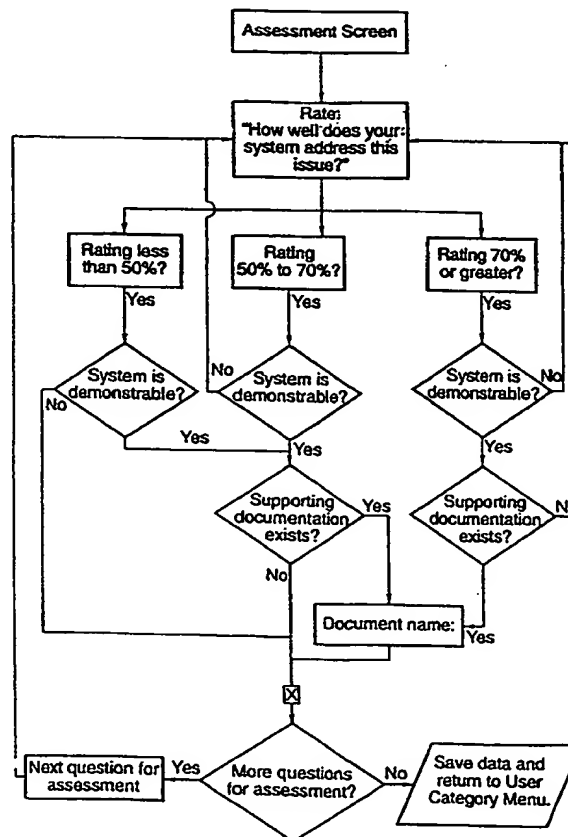 Assessment Screen
Rate:
"How well does your
system address this
issue?"
Rating less
than 50%?
Rating
50% to 70%?
Rating 70%
or greater?
Yes
Yes
Yes
System is
demonstrable?
No
System is
demonstrable?
System is
demonstrable?
No
No
Yes
Yes
Yes
Supporting
documentation
exists?
Yes
Supporting
documentation
exists?
No
No
Document name:
Yes
X
Next question for
assessment
Yes
More questions
for assessment?
No
Save data and
return to User
Category Menu.